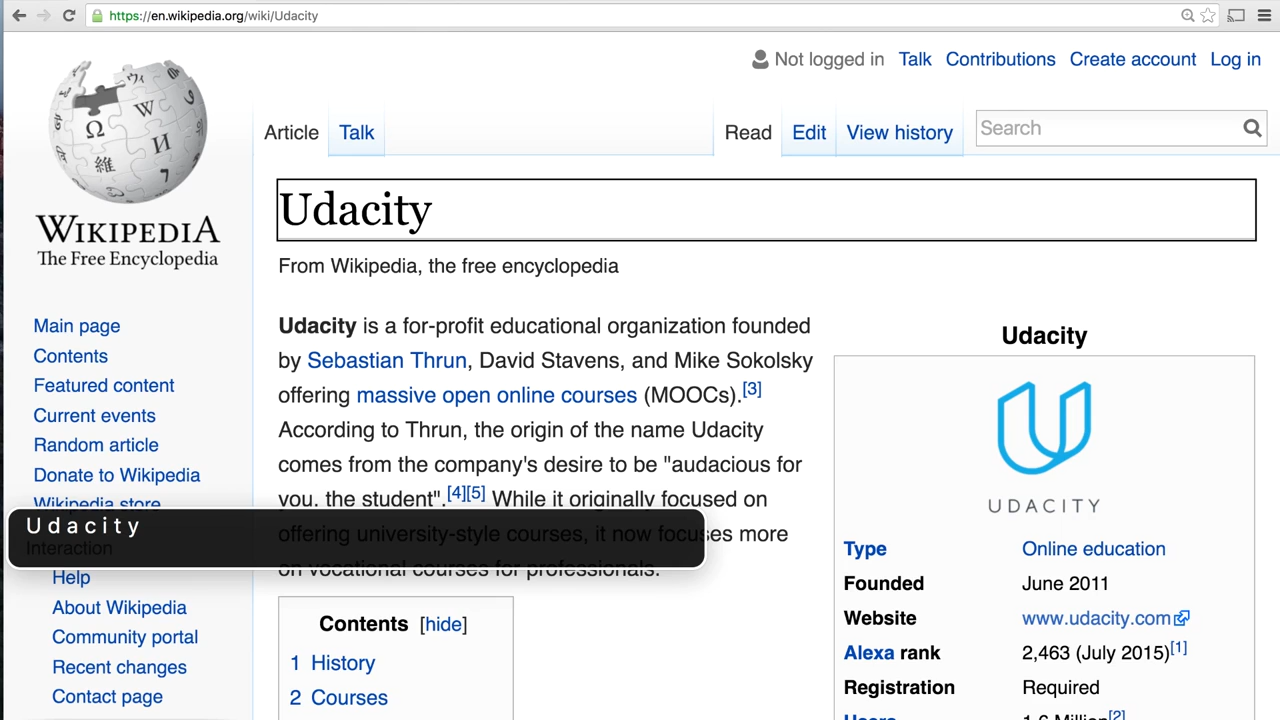 https://en.wikipedia.org/wiki/Udacity
Not logged in Talk Contributions Create account Log in
Article Talk Read Edit View history Search
WIKIPEDIA
The Free Encyclopedia
Main page
Contents
Featured content
Current events
Random article
Donate to Wikipedia
Wikipedia store
Interaction
Help
About Wikipedia
Community portal
Recent changes
Contact page
Udacity
Udacity
From Wikipedia, the free encyclopedia
Udacity is a for-profit educational organization founded
by Sebastian Thrun, David Stavens, and Mike Sokolsky
offering massive open online courses (MOOCs).[3]
According to Thrun, the origin of the name Udacity
comes from the company's desire to be "audacious for
you, the student".[4][5] While it originally focused on
offering university-style courses, it now focuses more
on vocational courses for professionals.
Contents [hide]
1 History
2 Courses
Udacity
UDACITY
Type Online education
Founded June 2011
Website www.udacity.com
Alexa rank 2,463 (July 2015)[1]
Registration Required
Users 1.6 Million[2]